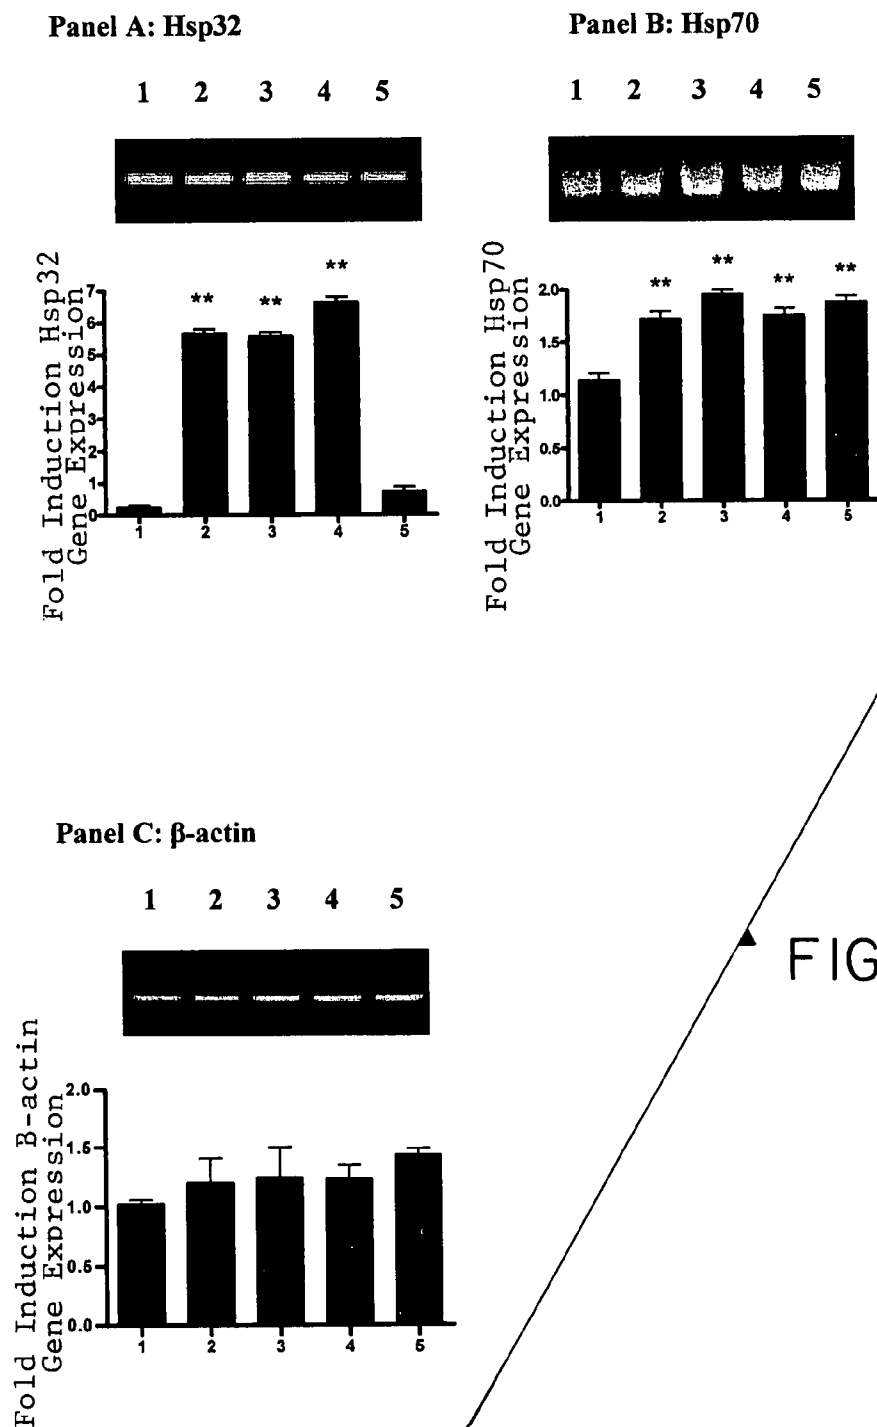 Panel A: Hsp32
1 2 3 4 5
Fold Induction Hsp32
Gene Expression
7
6
5
4
3
2
1
0
** ** **
1 2 3 4 5
Panel B: Hsp70
1 2 3 4 5
Fold Induction Hsp70
Gene Expression
2.0
1.5
1.0
0.5
0.0
** ** ** **
1 2 3 4 5
Panel C: β-actin
1 2 3 4 5
Fold Induction B-actin
Gene Expression
2.0
1.5
1.0
0.5
0.0
1 2 3 4 5
FIG